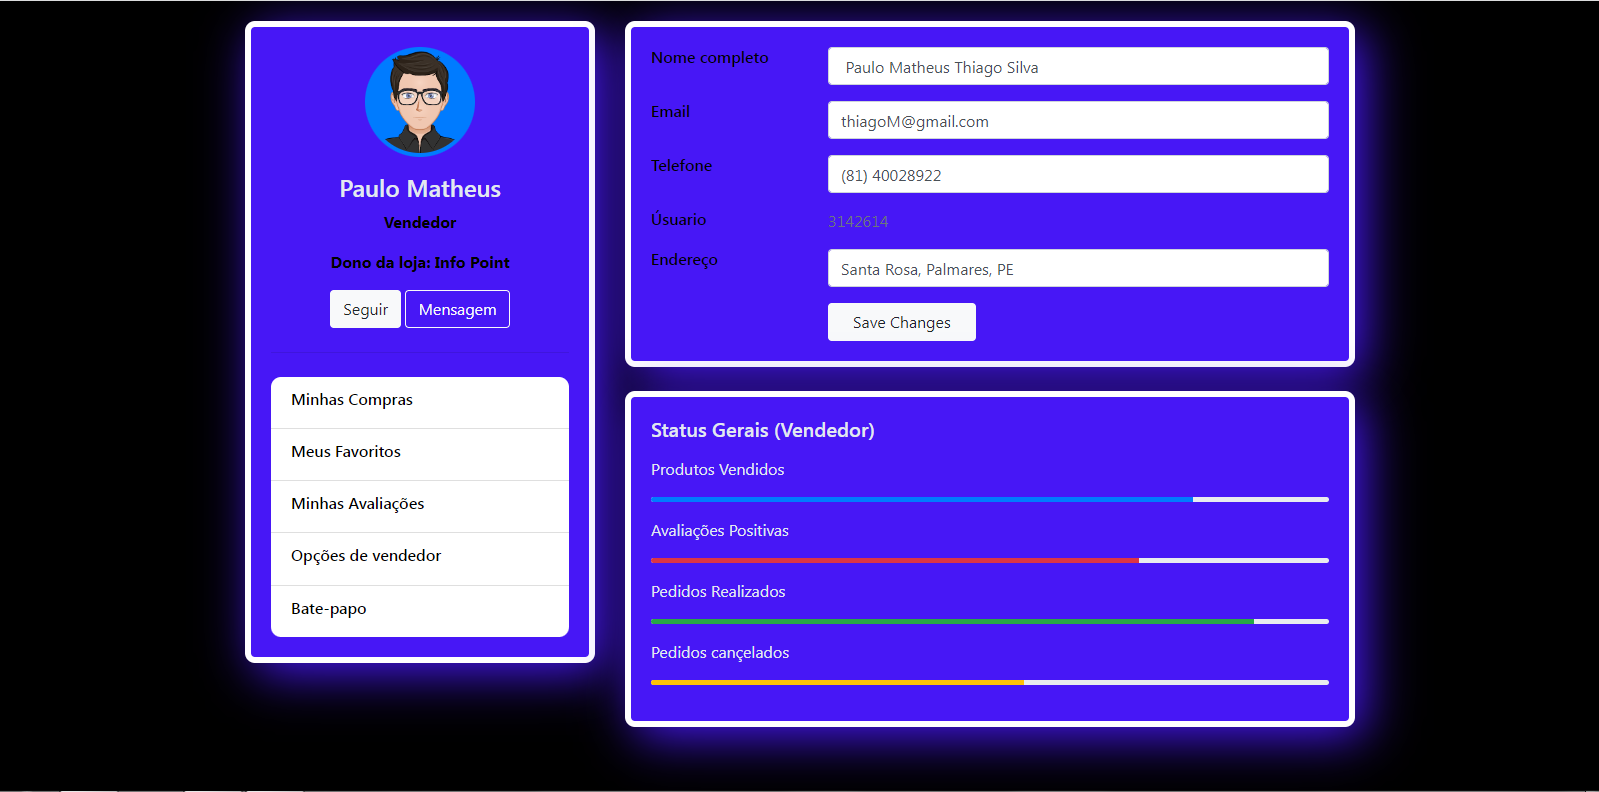 Paulo Matheus
Vendedor
Dono da loja: Info Point
Seguir Mensagem
Minhas Compras
Meus Favoritos
Minhas Avaliações
Opções de vendedor
Bate-papo
Nome completo Paulo Matheus Thiago Silva
Email thiagoM@gmail.com
Telefone (81) 40028922
Úsuario 3142614
Endereço Santa Rosa, Palmares, PE
Save Changes
Status Gerais (Vendedor)
Produtos Vendidos
Avaliações Positivas
Pedidos Realizados
Pedidos cançelados